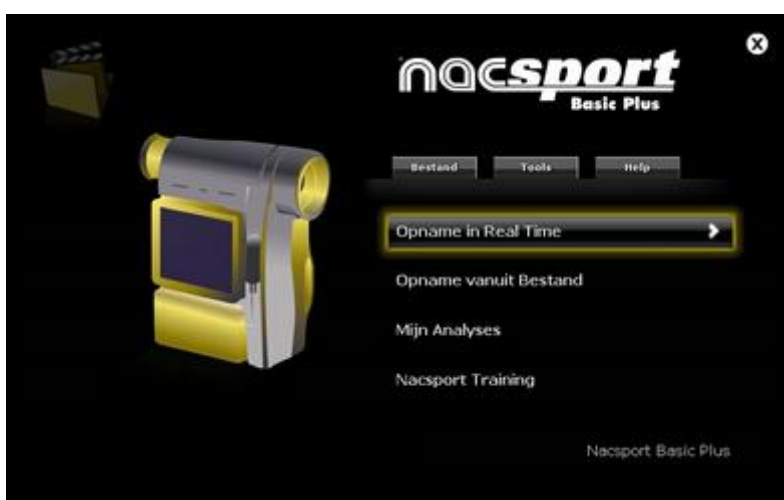 nacsport
Basic Plus
Bestand Tools Help
Opname in Real Time
Opname vanuit Bestand
Mijn Analyses
Nacsport Training
Nacsport Basic Plus